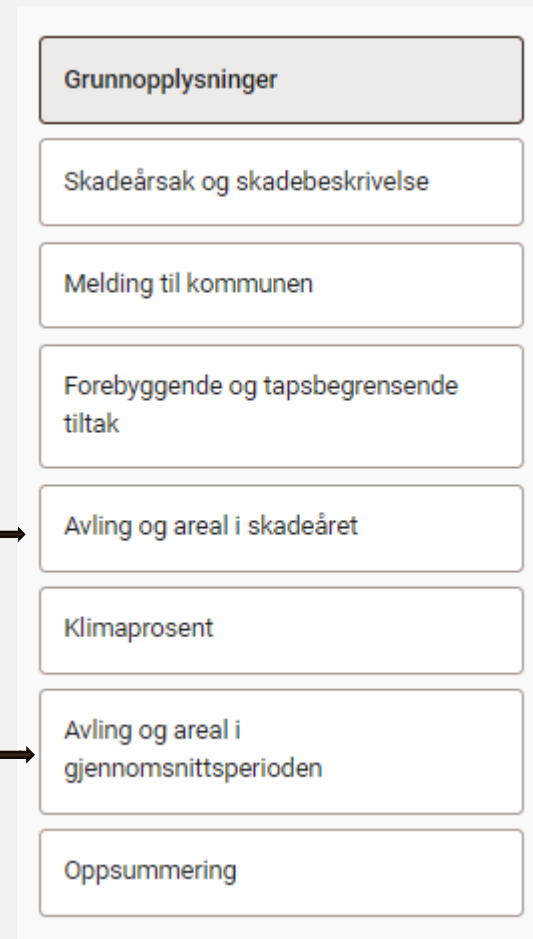 Grunnopplysninger
Skadeårsak og skadebeskrivelse
Melding til kommunen
Forebyggende og tapsbegrensende
tiltak
Avling og areal i skadeåret
Klimaprosent
Avling og areal i
gjennomsnittsperioden
Oppsummering